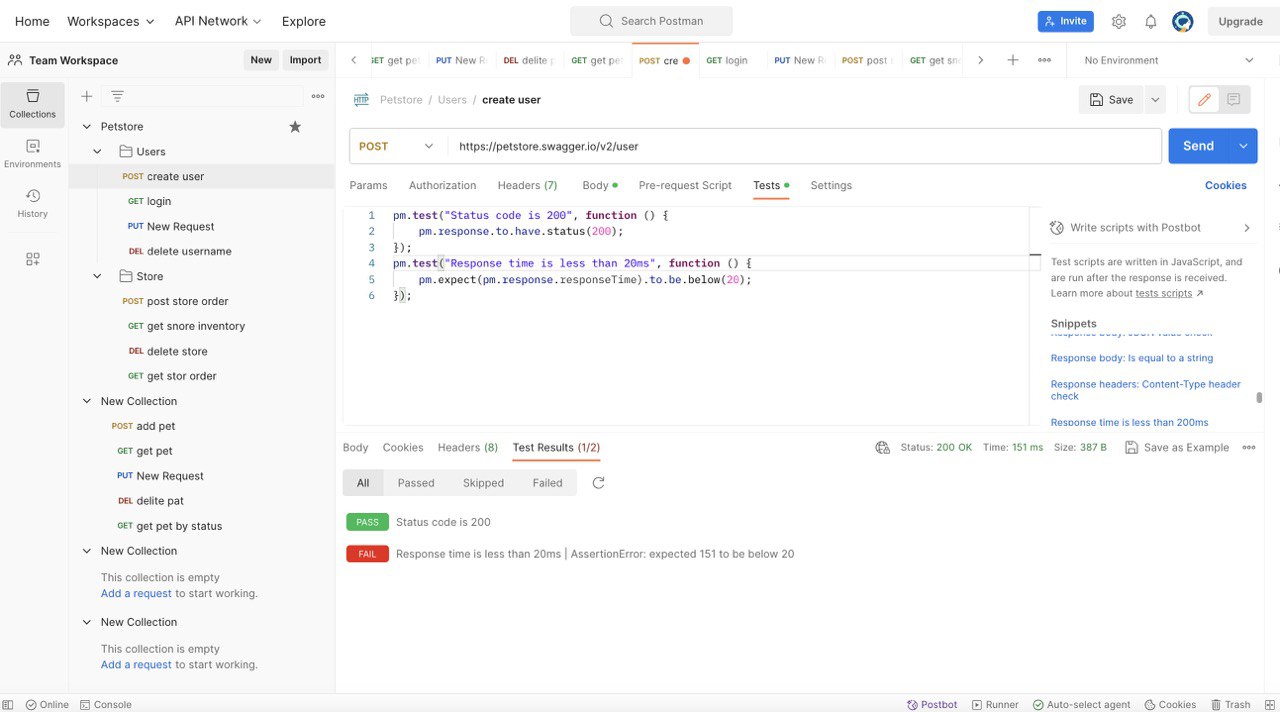 Home Workspaces API Network Explore Search Postman Invite Upgrade
Team Workspace New Import GET get pet PUT New R DEL delite GET get pe POST cre GET login PUT New R POST post GET get sn No Environment
Collections
Environments
History
Petstore
Users
POST create user
GET login
PUT New Request
DEL delete username
Store
POST post store order
GET get snore inventory
DEL delete store
GET get stor order
New Collection
POST add pet
GET get pet
PUT New Request
DEL delite pat
GET get pet by status
New Collection
This collection is empty
Add a request to start working.
New Collection
This collection is empty
Add a request to start working.
HTTP Petstore / Users / create user Save
POST https://petstore.swagger.io/v2/user Send
Params Authorization Headers (7) Body Pre-request Script Tests Settings Cookies
1 pm.test("Status code is 200", function () {
2 pm.response.to.have.status(200);
3 });
4 pm.test("Response time is less than 20ms", function () {
5 pm.expect(pm.response.responseTime).to.be.below(20);
6 });
Write scripts with Postbot
Test scripts are written in JavaScript, and
are run after the response is received.
Learn more about tests scripts ↗
Snippets
Response body: JSON value check
Response body: Is equal to a string
Response headers: Content-Type header
check
Response time is less than 200ms
Body Cookies Headers (8) Test Results (1/2) Status: 200 OK Time: 151 ms Size: 387 B Save as Example
All Passed Skipped Failed
PASS Status code is 200
FAIL Response time is less than 20ms | AssertionError: expected 151 to be below 20
Online Console Postbot Runner Auto-select agent Cookies Trash